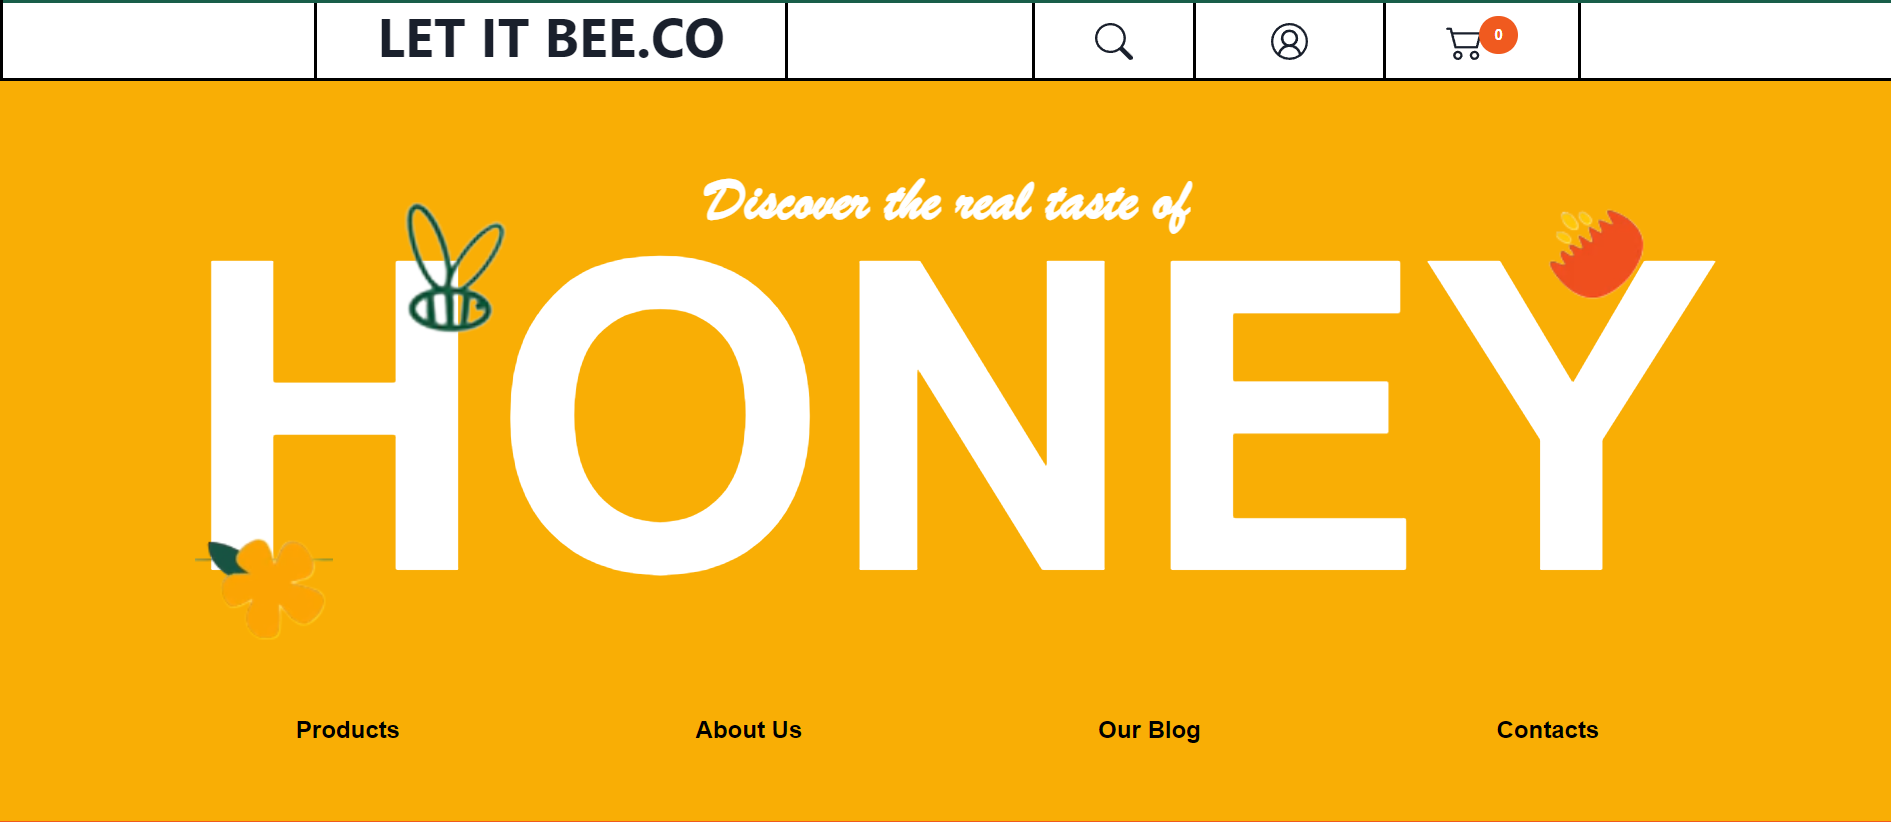 LET IT BEE.CO
0
Discover the real taste of
HONEY
Products
About Us
Our Blog
Contacts